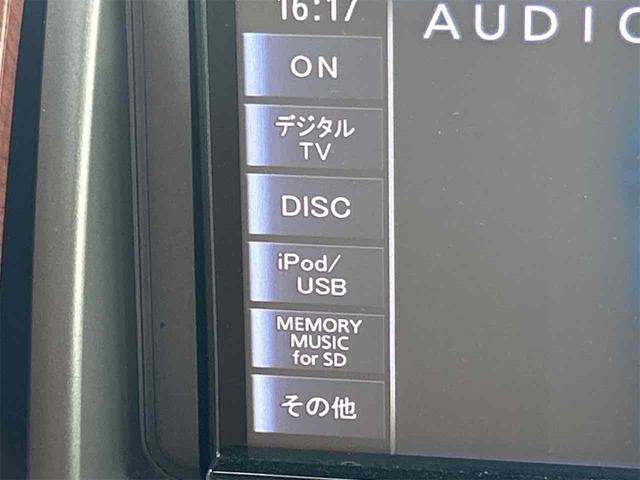 16:17
AUDIO
ON
デジタル
TV
DISC
iPod/
USB
MEMORY
MUSIC
for SD
その他